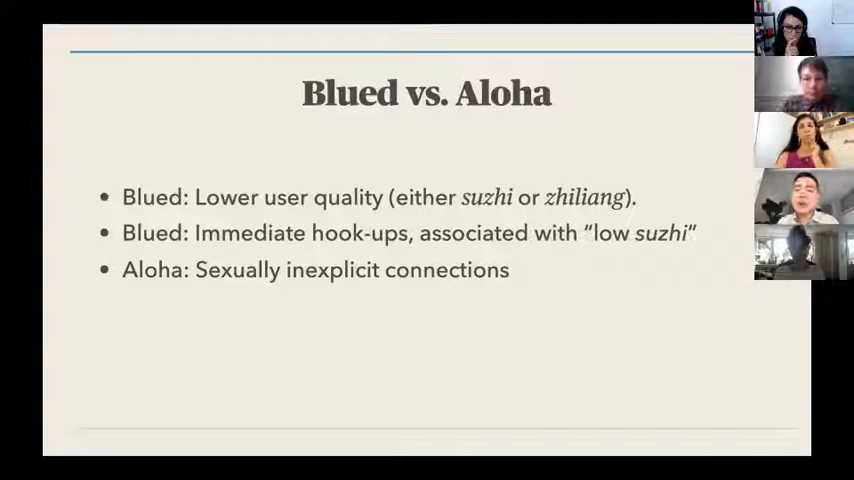 Blued vs. Aloha
• Blued: Lower user quality (either suzhi or zhiliang).
• Blued: Immediate hook-ups, associated with “low suzhi”
• Aloha: Sexually inexplicit connections